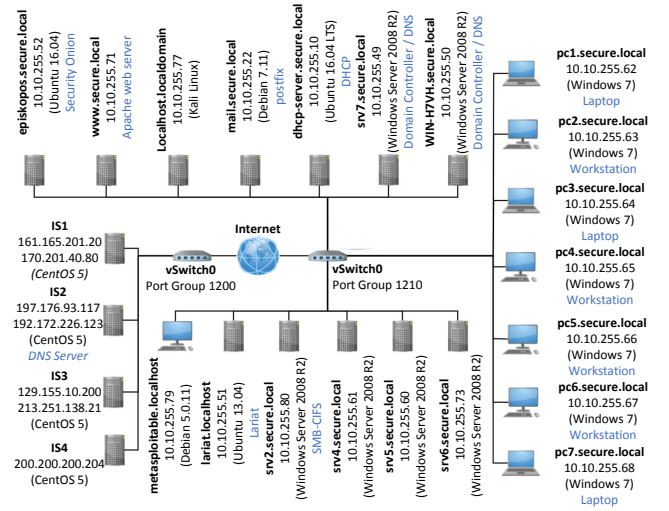 episkopos.secure.local
10.10.255.52
(Ubuntu 16.04)
Security Onion
www.secure.local
10.10.255.71
Apache web server
Localhost.localdomain
10.10.255.77
(Kali Linux)
mail.secure.local
10.10.255.22
(Debian 7.11)
postfix
dhcp-server.secure.local
10.10.255.10
(Ubuntu 16.04 LTS)
DHCP
srv7.secure.local
10.10.255.49
(Windows Server 2008 R2)
Domain Controller / DNS
WIN-H7VH.secure.local
10.10.255.50
(Windows Server 2008 R2)
Domain Controller / DNS
pc1.secure.local
10.10.255.62
(Windows 7)
Laptop
pc2.secure.local
10.10.255.63
(Windows 7)
Workstation
pc3.secure.local
10.10.255.64
(Windows 7)
Laptop
pc4.secure.local
10.10.255.65
(Windows 7)
Workstation
pc5.secure.local
10.10.255.66
(Windows 7)
Workstation
pc6.secure.local
10.10.255.67
(Windows 7)
Workstation
pc7.secure.local
10.10.255.68
(Windows 7)
Laptop
IS1
161.165.201.20
170.201.40.80
(CentOS 5)
IS2
197.176.93.117
192.172.226.123
(CentOS 5)
DNS Server
IS3
129.155.10.200
213.251.138.21
(CentOS 5)
IS4
200.200.200.204
(CentOS 5)
Internet
vSwitch0
Port Group 1200
vSwitch0
Port Group 1210
metasploitable.localhost
10.10.255.79
(Debian 5.0.11)
lariat.localhost
10.10.255.51
(Ubuntu 13.04)
Lariat
srv2.secure.local
10.10.255.80
(Windows Server 2008 R2)
SMB-CIFS
srv4.secure.local
10.10.255.61
(Windows Server 2008 R2)
srv5.secure.local
10.10.255.60
(Windows Server 2008 R2)
srv6.secure.local
10.10.255.73
(Windows Server 2008 R2)